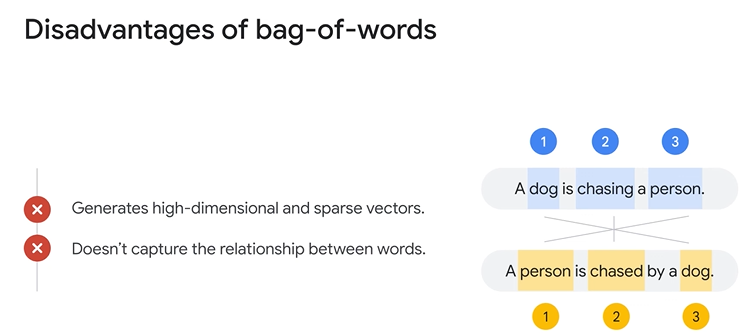 Disadvantages of bag-of-words
Generates high-dimensional and sparse vectors.
Doesn't capture the relationship between words.
1 2 3
A dog is chasing a person.
A person is chased by a dog.
1 2 3